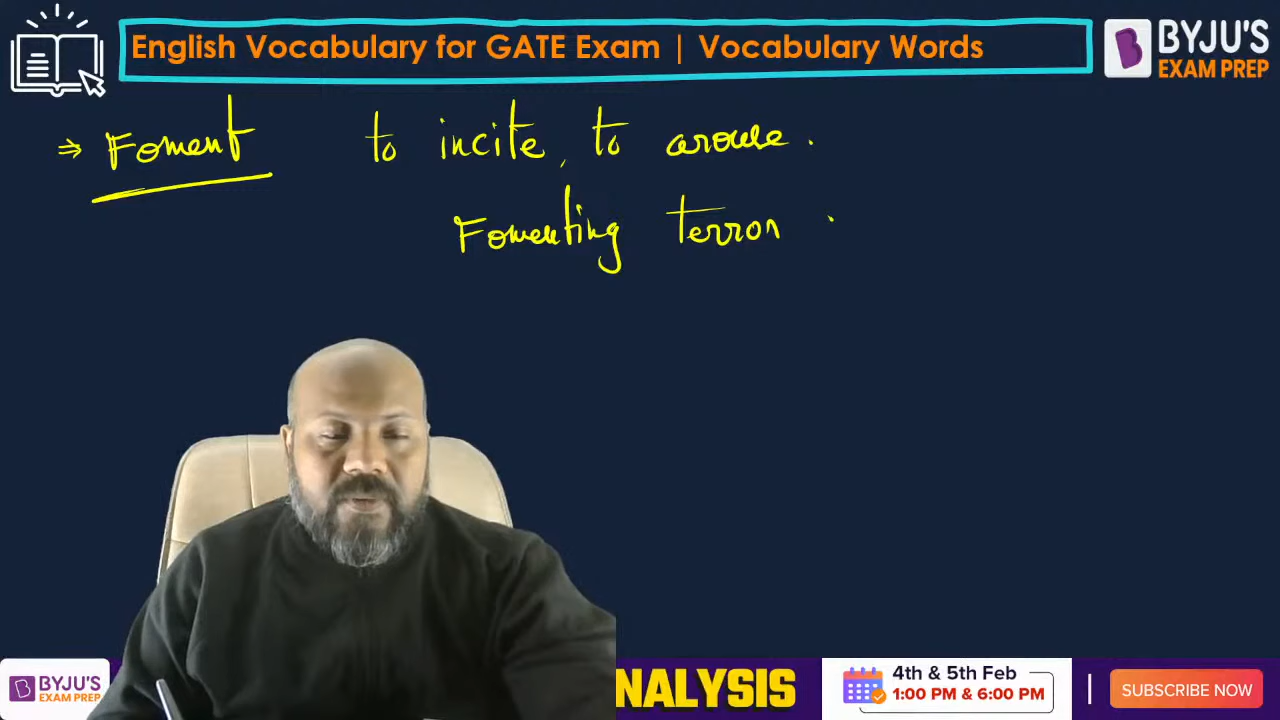 English Vocabulary for GATE Exam | Vocabulary Words
BYJU'S
EXAM PREP
⇒ Foment to incite, to arouse.
Fomenting terror.
BYJU'S
EXAM PREP
NALYSIS
4th & 5th Feb
1:00 PM & 6:00 PM
SUBSCRIBE NOW